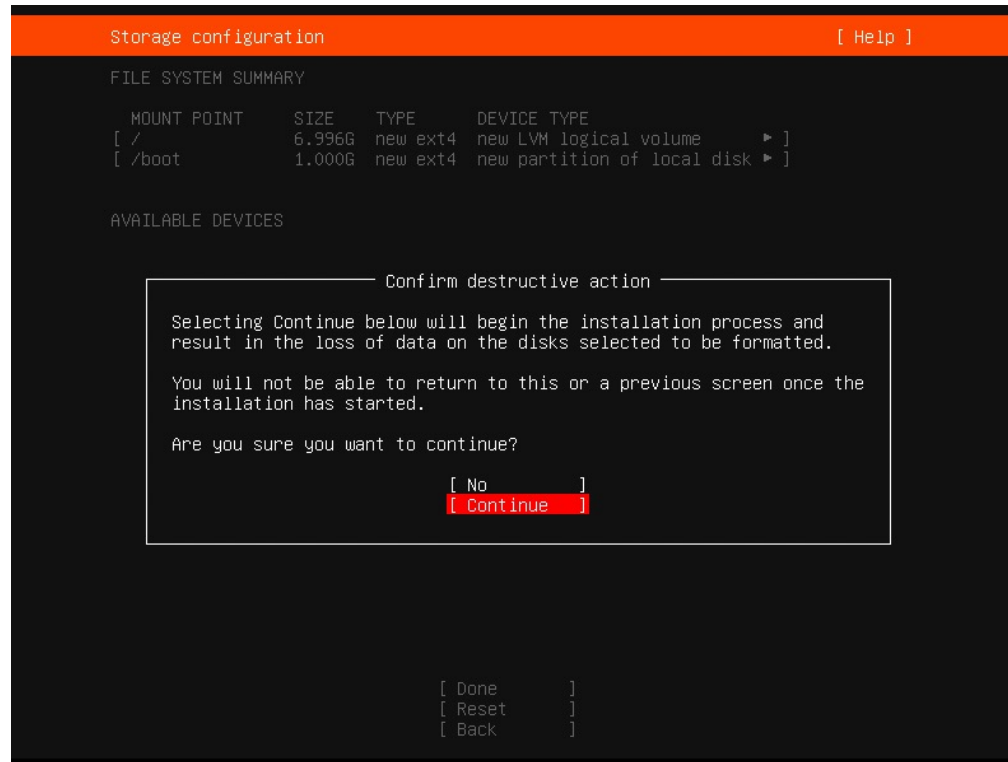 Storage configuration [ Help ]
FILE SYSTEM SUMMARY
MOUNT POINT SIZE TYPE DEVICE TYPE
[ / 6.996G new ext4 new LVM logical volume ▸ ]
[ /boot 1.000G new ext4 new partition of local disk ▸ ]
AVAILABLE DEVICES
Confirm destructive action
Selecting Continue below will begin the installation process and
result in the loss of data on the disks selected to be formatted.
You will not be able to return to this or a previous screen once the
installation has started.
Are you sure you want to continue?
[ No ]
[ Continue ]
[ Done ]
[ Reset ]
[ Back ]